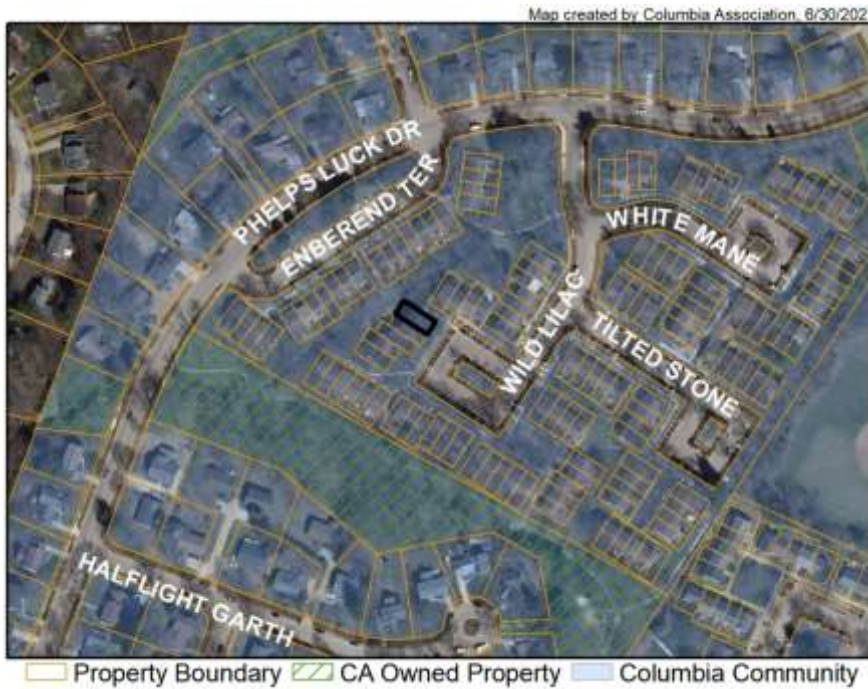 Map created by Columbia Association, 6/30/202
PHELPS LUCK DR
ENBEREND TER
WHITE MANE
WILD LILAC
TILTED STONE
HALFLIGHT GARTH
Property Boundary CA Owned Property Columbia Community